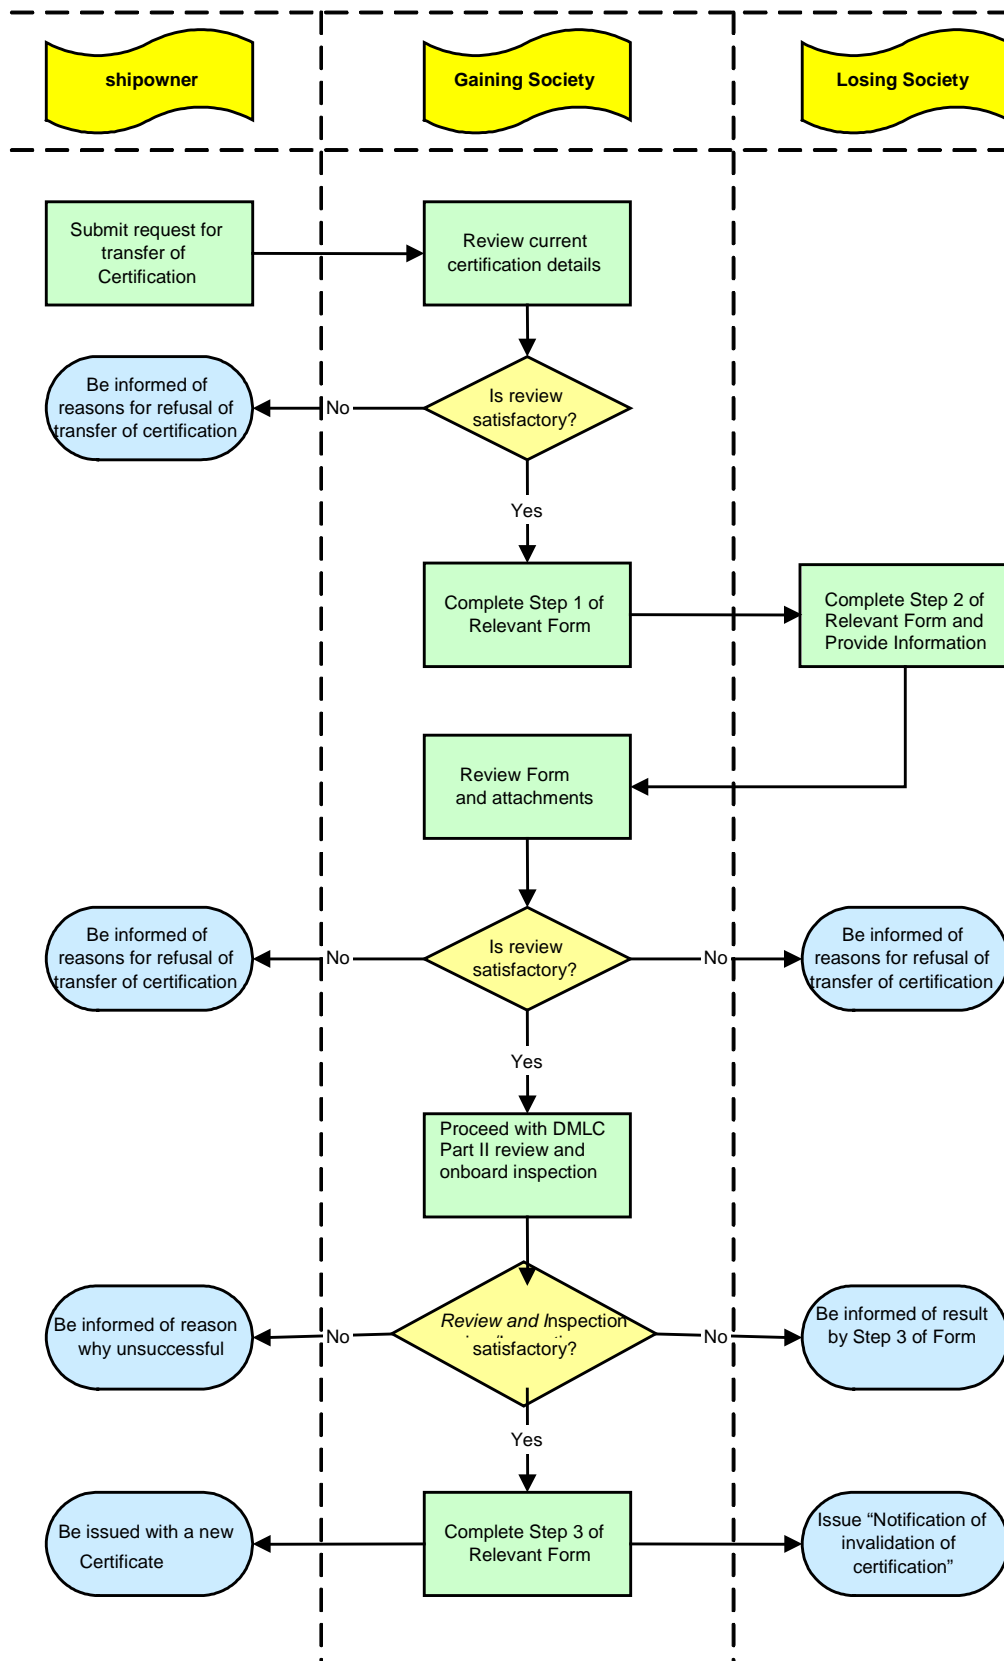 shipowner
Gaining Society
Losing Society
Submit request for
transfer of
Certification
Review current
certification details
Be informed of
reasons for refusal of
transfer of certification
No
Is review
satisfactory?
Yes
Complete Step 1 of
Relevant Form
Complete Step 2 of
Relevant Form and
Provide Information
Review Form
and attachments
Be informed of
reasons for refusal of
transfer of certification
No
Is review
satisfactory?
No
Be informed of
reasons for refusal of
transfer of certification
Yes
Proceed with DMLC
Part II review and
onboard inspection
Be informed of reason
why unsuccessful
No
Review and Inspection
satisfactory?
No
Be informed of result
by Step 3 of Form
Yes
Be issued with a new
Certificate
Complete Step 3 of
Relevant Form
Issue “Notification of
invalidation of
certification”